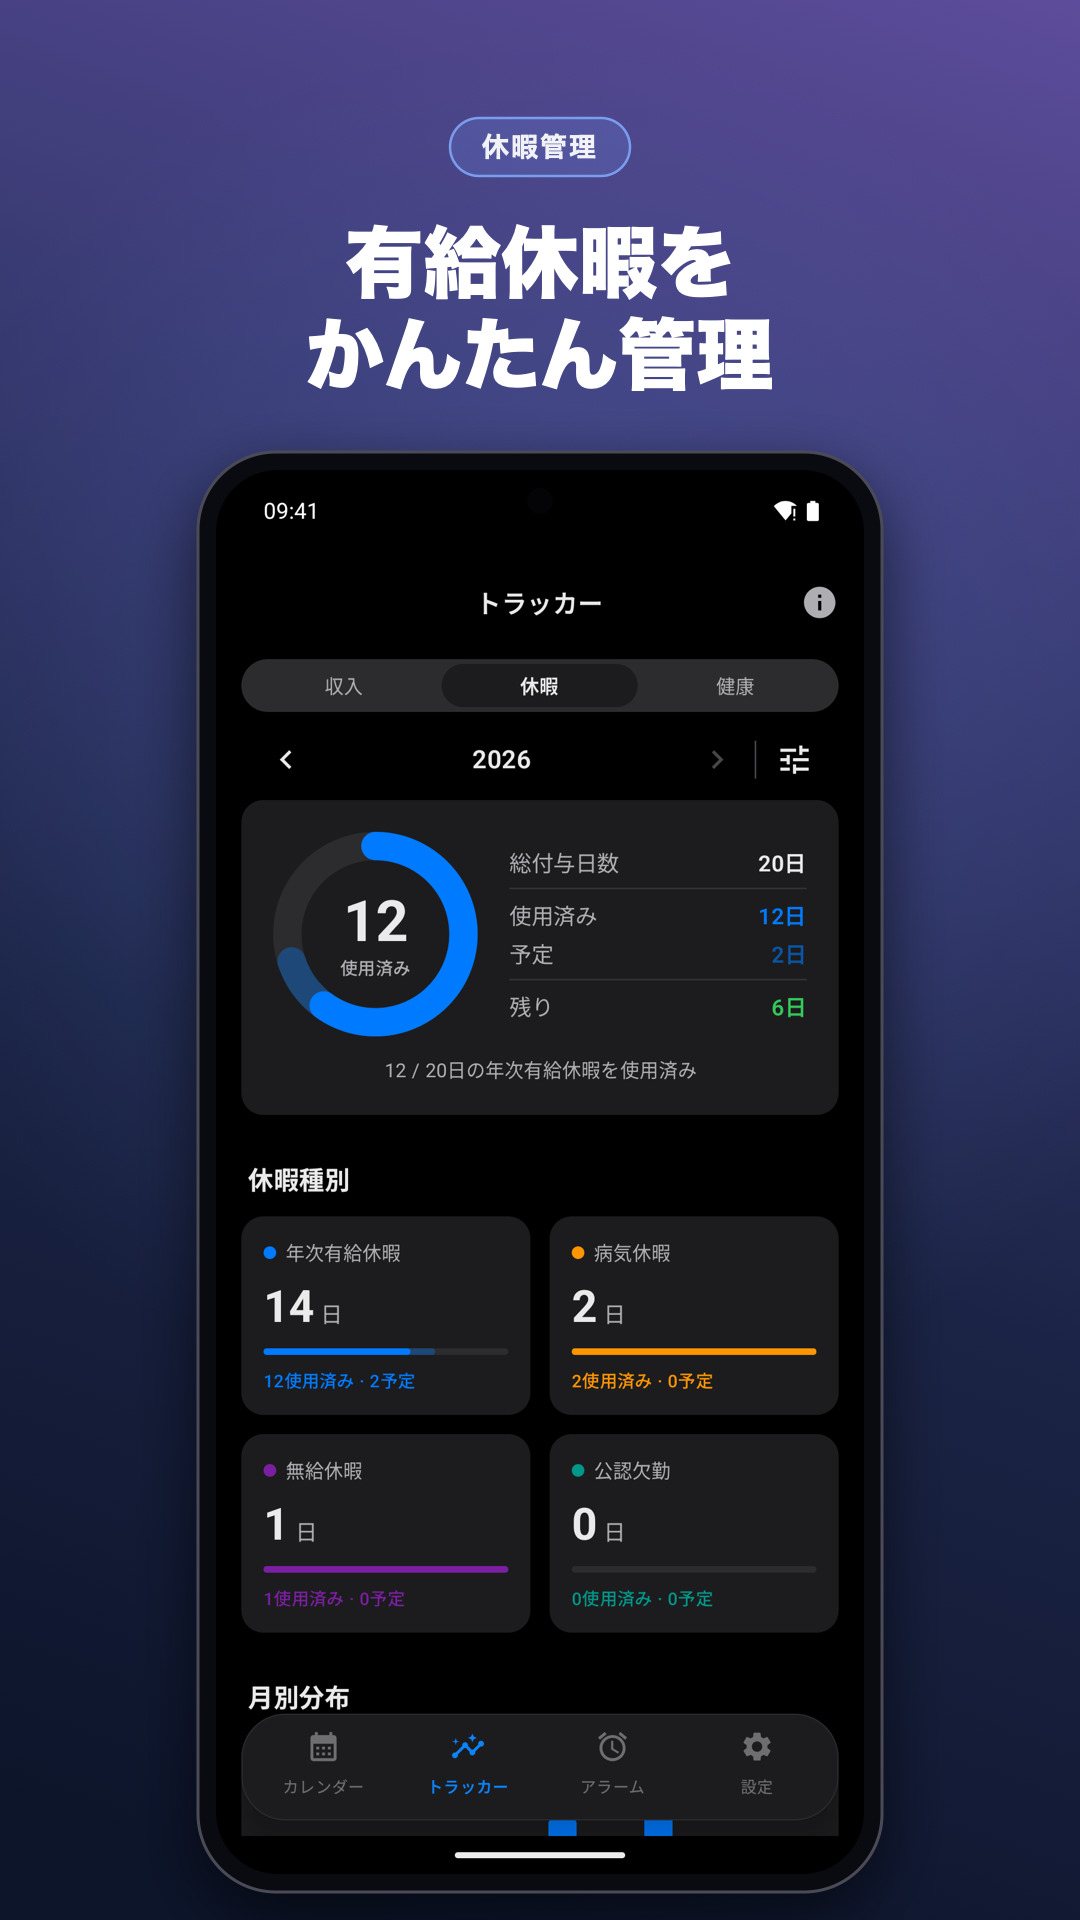 休暇管理
有給休暇を
かんたん管理
09:41
トラッカー
収入 休暇 健康
2026
12
使用済み
総付与日数 20日
使用済み 12日
予定 2日
残り 6日
12 / 20日の年次有給休暇を使用済み
休暇種別
年次有給休暇
14 日
12使用済み · 2予定
病気休暇
2 日
2使用済み · 0予定
無給休暇
1 日
1使用済み · 0予定
公認欠勤
0 日
0使用済み · 0予定
月別分布
カレンダー トラッカー アラーム 設定